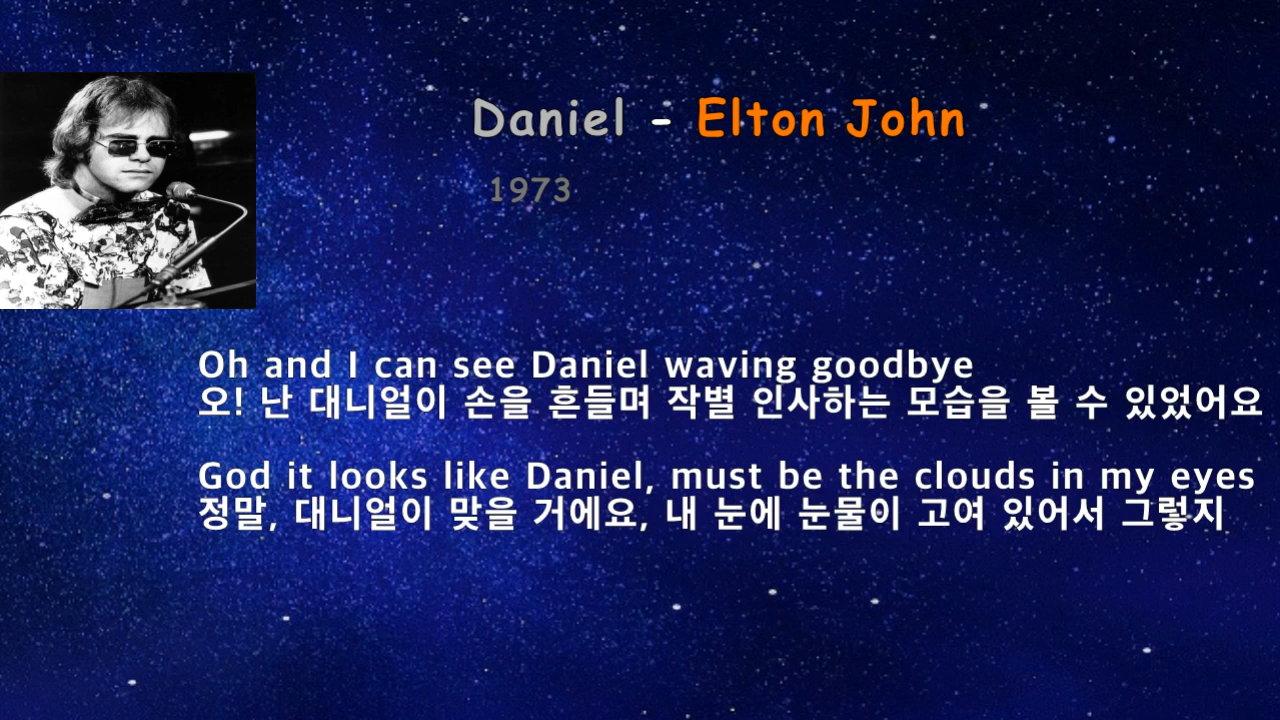 Daniel - Elton John
1973
Oh and I can see Daniel waving goodbye
오! 난 대니얼이 손을 흔들며 작별 인사하는 모습을 볼 수 있었어요
God it looks like Daniel, must be the clouds in my eyes
정말, 대니얼이 맞을 거에요, 내 눈에 눈물이 고여 있어서 그렇지